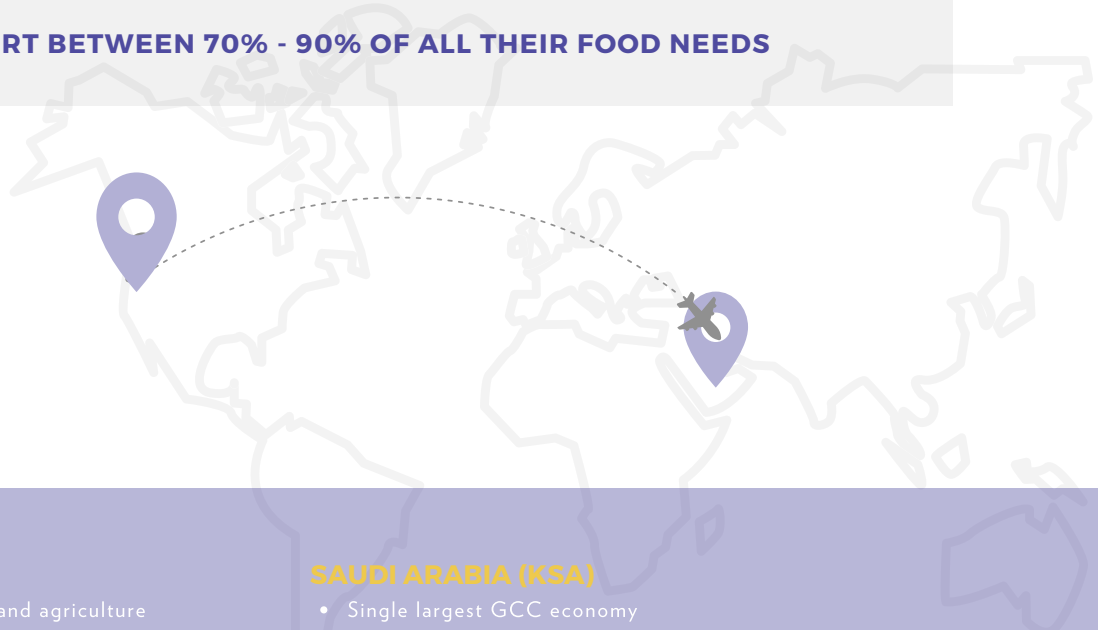 RT BETWEEN 70% - 90% OF ALL THEIR FOOD NEEDS
SAUDI ARABIA (KSA)
and agriculture
• Single largest GCC economy